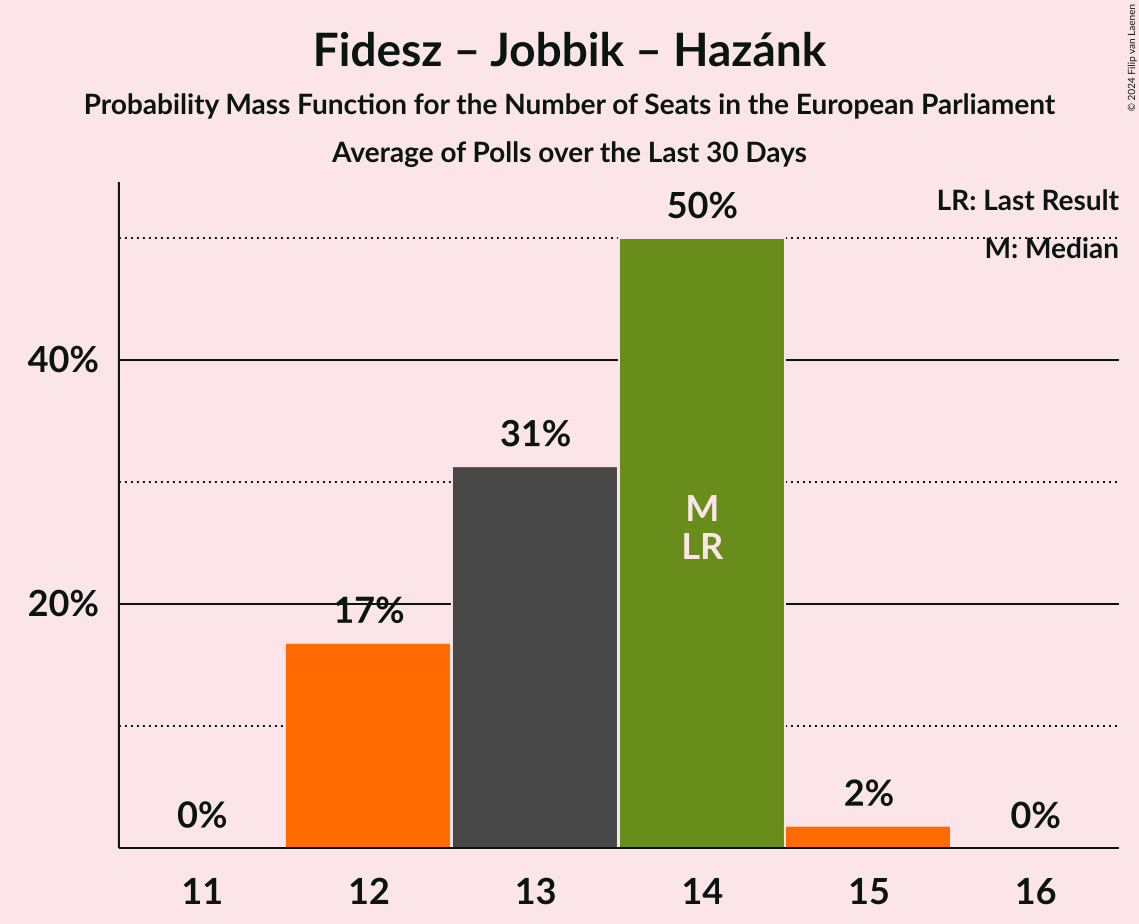 Fidesz – Jobbik – Hazánk
Probability Mass Function for the Number of Seats in the European Parliament
Average of Polls over the Last 30 Days
© 2024 Filip van Laenen
LR: Last Result
M: Median
50%
40%
31%
M
LR
20%
17%
2%
0%
0%
11 12 13 14 15 16